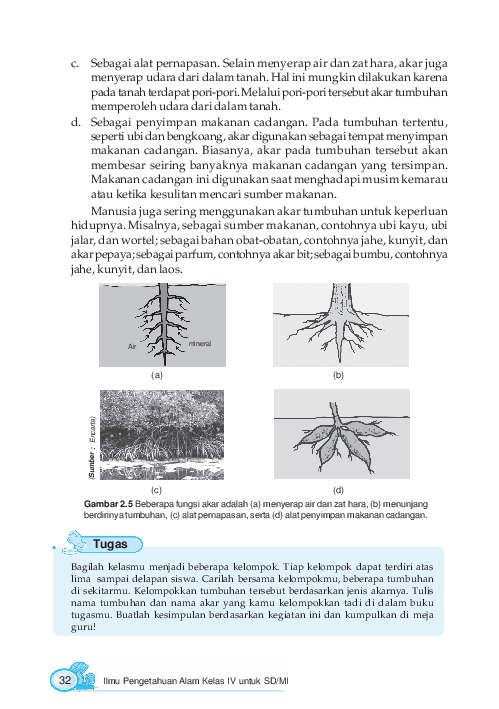 c. Sebagai alat pernapasan. Selain menyerap air dan zat hara, akar juga
menyerap udara dari dalam tanah. Hal ini mungkin dilakukan karena
pada tanah terdapat pori-pori. Melalui pori-pori tersebut akar tumbuhan
memperoleh udara dari dalam tanah.
d. Sebagai penyimpan makanan cadangan. Pada tumbuhan tertentu,
seperti ubi dan bengkoang, akar digunakan sebagai tempat menyimpan
makanan cadangan. Biasanya, akar pada tumbuhan tersebut akan
membesar seiring banyaknya makanan cadangan yang tersimpan.
Makanan cadangan ini digunakan saat menghadapi musim kemarau
atau ketika kesulitan mencari sumber makanan.
Manusia juga sering menggunakan akar tumbuhan untuk keperluan
hidupnya. Misalnya, sebagai sumber makanan, contohnya ubi kayu, ubi
jalar, dan wortel; sebagai bahan obat-obatan, contohnya jahe, kunyit, dan
akar pepaya; sebagai parfum, contohnya akar bit; sebagai bumbu, contohnya
jahe, kunyit, dan laos.
Air
mineral
(a)
(b)
(Sumber : Encarta)
(c)
(d)
Gambar 2.5 Beberapa fungsi akar adalah (a) menyerap air dan zat hara, (b) menunjang
berdirinya tumbuhan, (c) alat pernapasan, serta (d) alat penyimpan makanan cadangan.
Tugas
Bagilah kelasmu menjadi beberapa kelompok. Tiap kelompok dapat terdiri atas
lima sampai delapan siswa. Carilah bersama kelompokmu, beberapa tumbuhan
di sekitarmu. Kelompokkan tumbuhan tersebut berdasarkan jenis akarnya. Tulis
nama tumbuhan dan nama akar yang kamu kelompokkan tadi di dalam buku
tugasmu. Buatlah kesimpulan berdasarkan kegiatan ini dan kumpulkan di meja
guru!
32 Ilmu Pengetahuan Alam Kelas IV untuk SD/MI